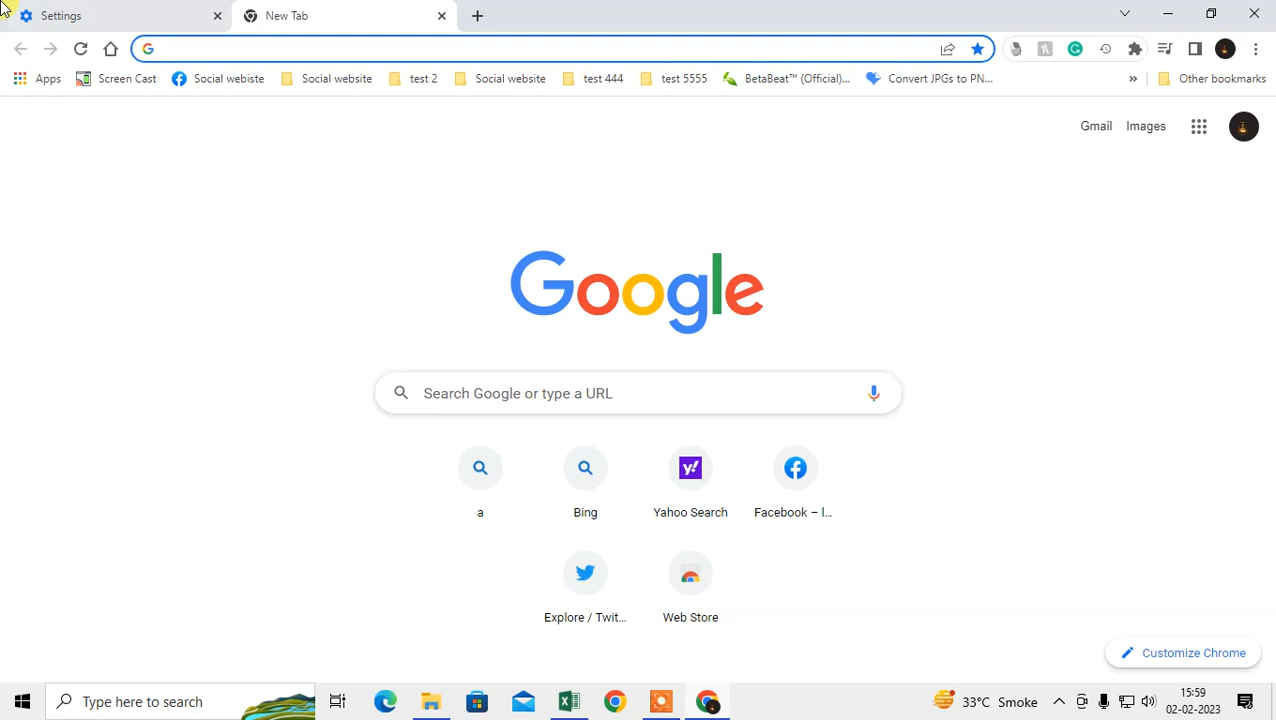 Settings
New Tab
Apps
Screen Cast
Social webiste
Social website
test 2
Social website
test 444
test 5555
BetaBeat™ (Official)...
Convert JPGs to PN...
»
Other bookmarks
Gmail
Images
Google
Search Google or type a URL
a
Bing
Yahoo Search
Facebook – l...
Explore / Twit...
Web Store
Customize Chrome
Type here to search
33°C Smoke
15:59
02-02-2023